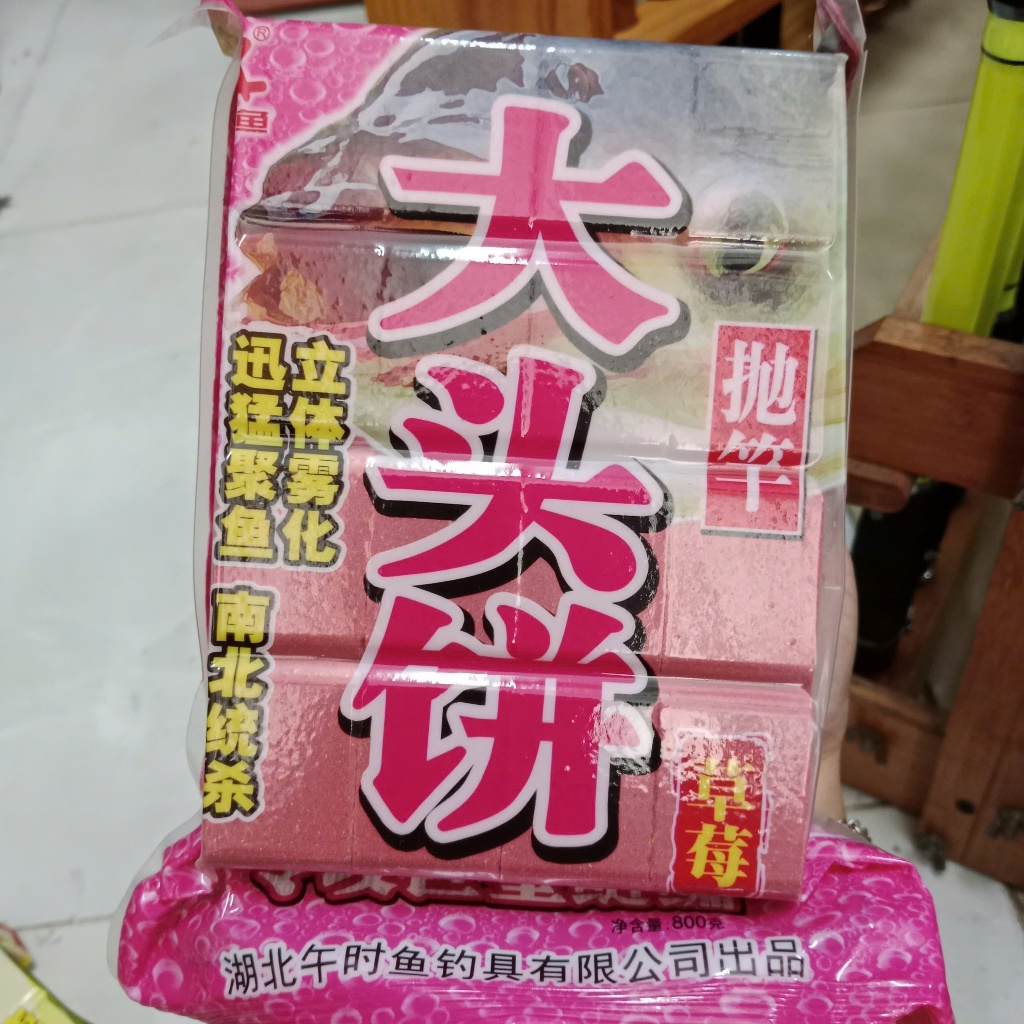 ®
鱼
大头饼
抛竿
立体雾化
迅猛聚鱼
南北统杀
草莓
净含量:800克
湖北午时鱼钓具有限公司出品